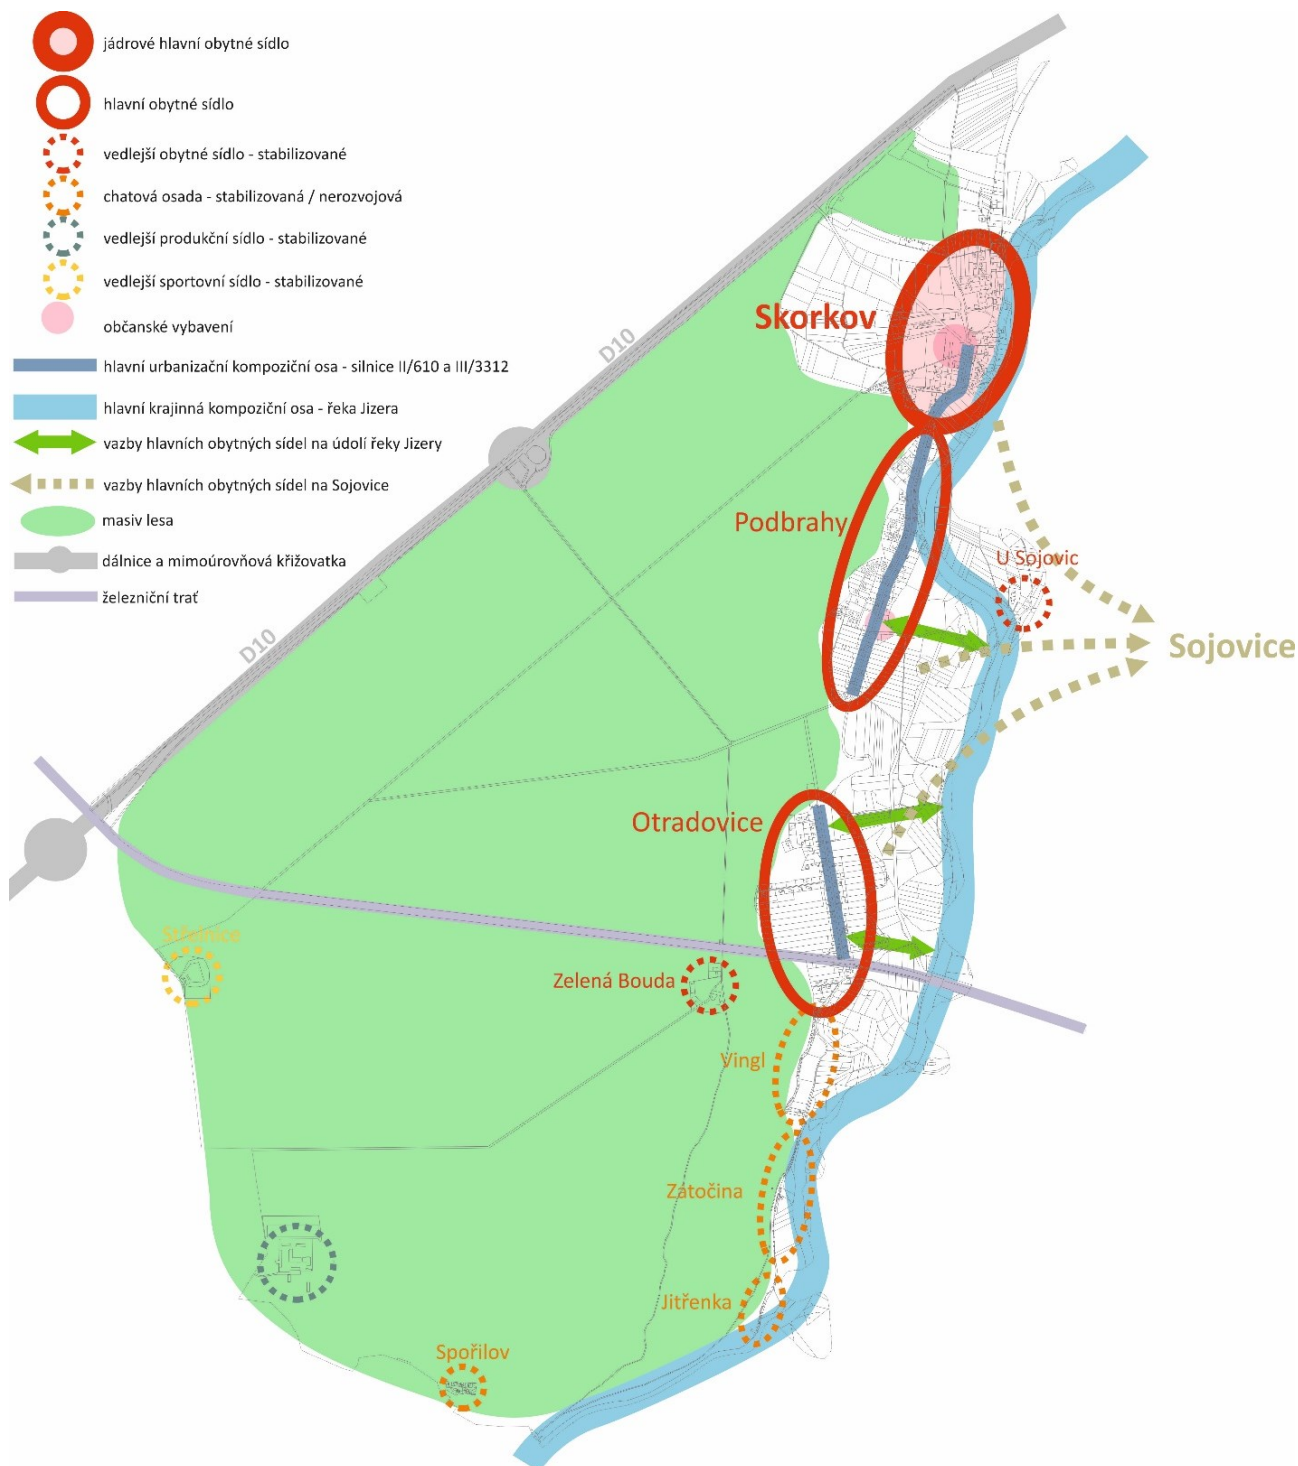 jádrové hlavní obytné sídlo
hlavní obytné sídlo
vedlejší obytné sídlo - stabilizované
chatová osada - stabilizovaná / nerozvojová
vedlejší produkční sídlo - stabilizované
vedlejší sportovní sídlo - stabilizované
občanské vybavení
hlavní urbanizační kompoziční osa - silnice II/610 a III/3312
hlavní krajinná kompoziční osa - řeka Jizera
vazby hlavních obytných sídel na údolí řeky Jizery
vazby hlavních obytných sídel na Sojovice
masiv lesa
dálnice a mimoúrovňová křižovatka
železniční trať
Skorkov
D10
Podbrahy
U Sojovic
D10
Sojovice
Otradovice
Střelnice
Zelená Bouda
Vingl
Zátočina
Jitřenka
Spořilov